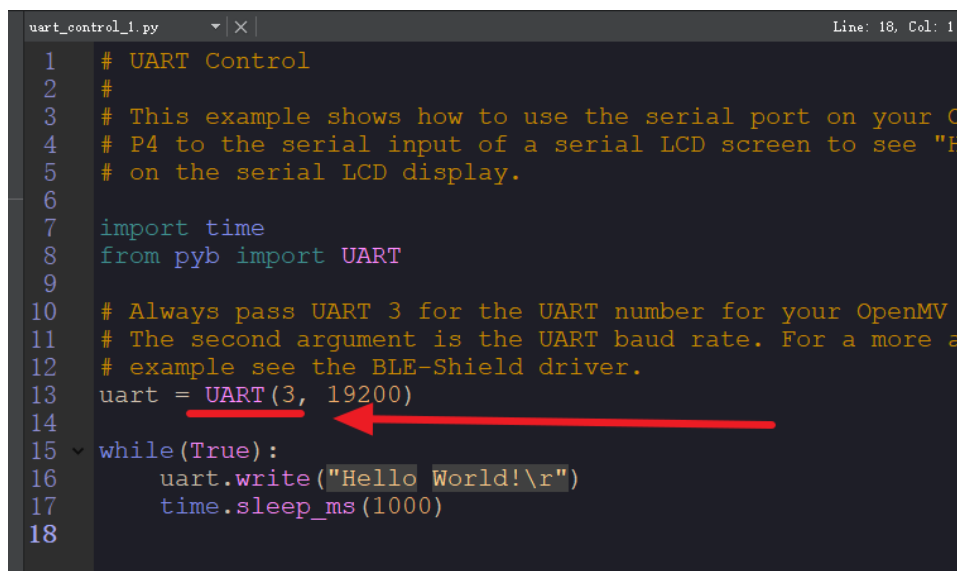 uart_control_1.py Line: 18, Col: 1
1 # UART Control
2 #
3 # This example shows how to use the serial port on your
4 # P4 to the serial input of a serial LCD screen to see
5 # on the serial LCD display.
6
7 import time
8 from pyb import UART
9
10 # Always pass UART 3 for the UART number for your OpenMV
11 # The second argument is the UART baud rate. For a more
12 # example see the BLE-Shield driver.
13 uart = UART(3, 19200)
14
15 while(True):
16 uart.write("Hello World!\r")
17 time.sleep_ms(1000)
18